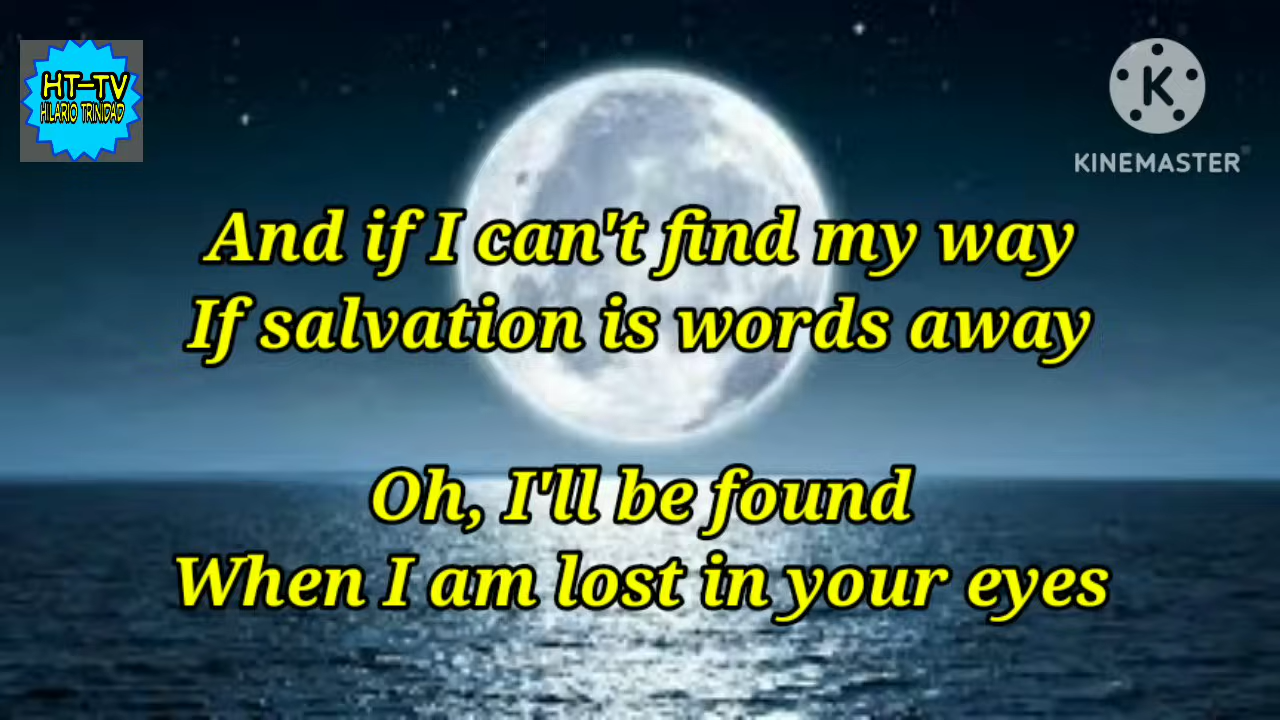 HT-TV
HILARIO TRINIDAD
K
KINEMASTER
And if I can't find my way
If salvation is words away
Oh, I'll be found
When I am lost in your eyes